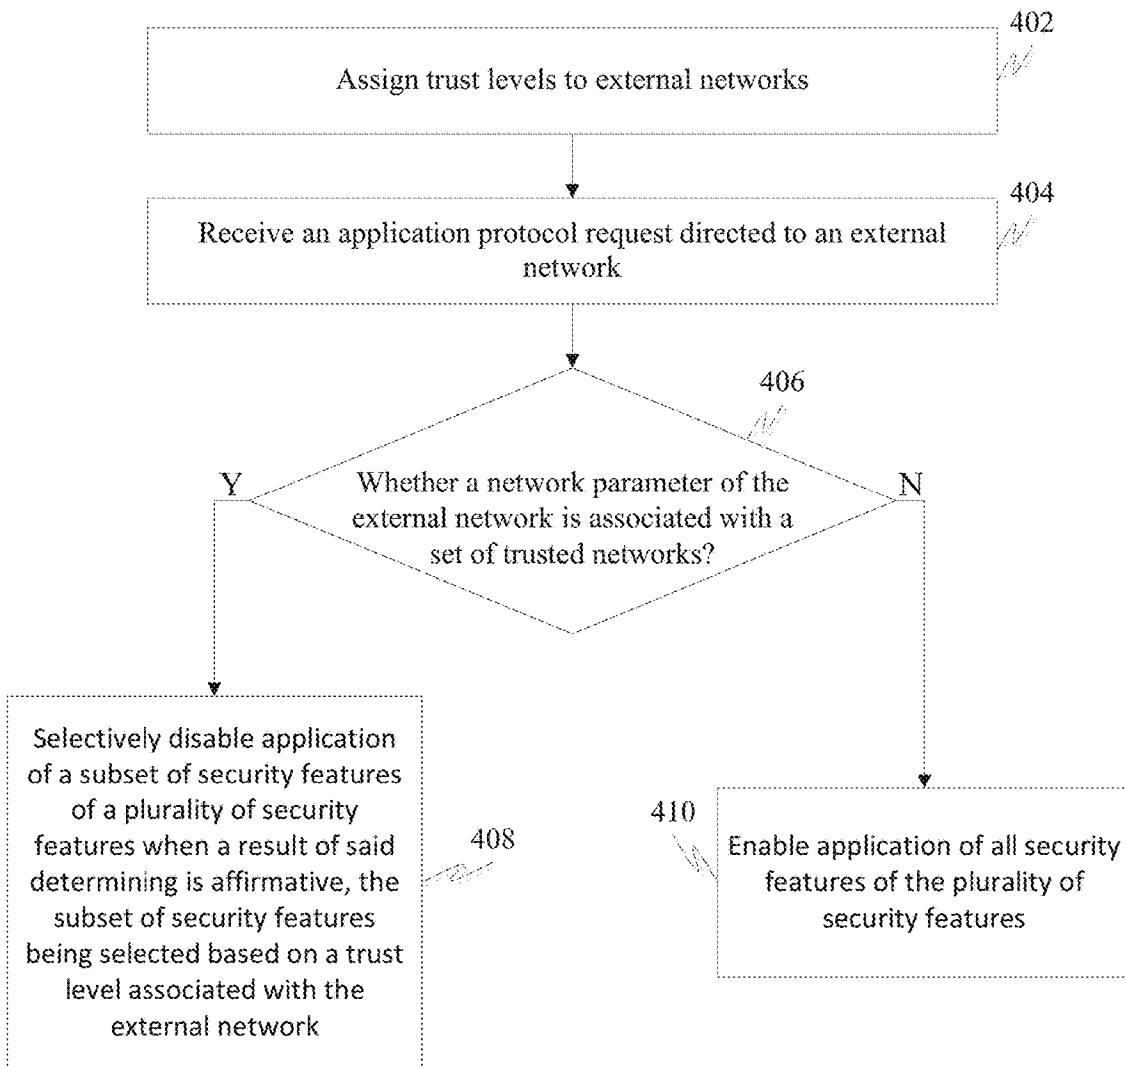 402
Assign trust levels to external networks
404
Receive an application protocol request directed to an external
network
406
Y
N
Whether a network parameter of the
external network is associated with a
set of trusted networks?
Selectively disable application
of a subset of security features
of a plurality of security
features when a result of said
determining is affirmative, the
subset of security features
being selected based on a trust
level associated with the
external network
408
410
Enable application of all security
features of the plurality of
security features